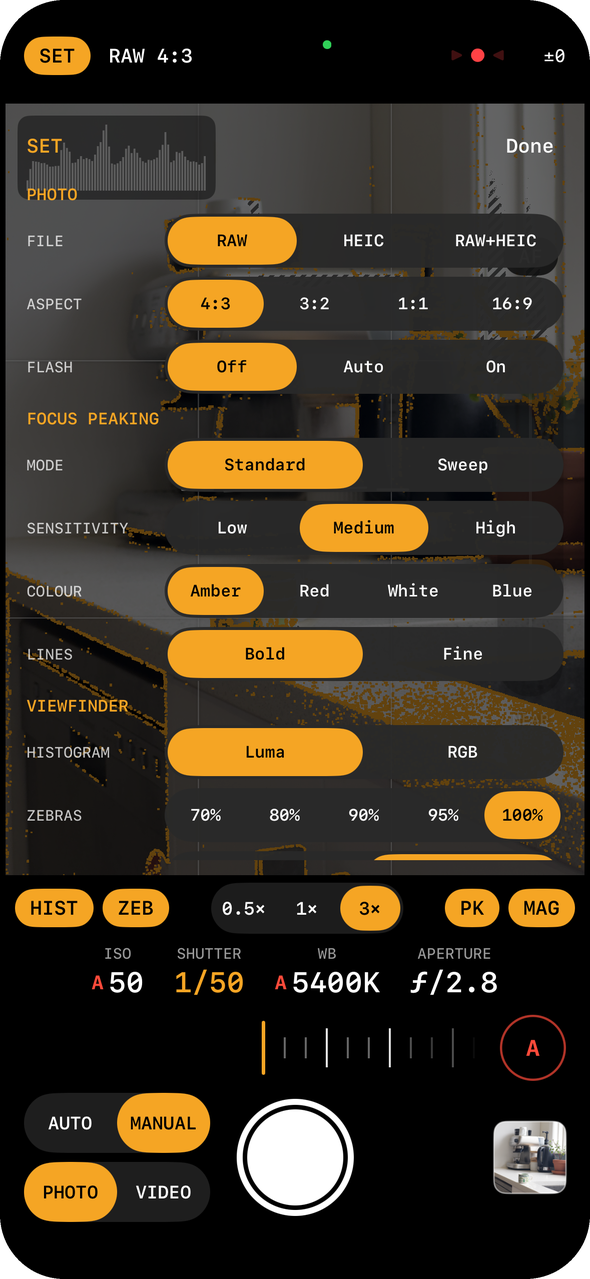 SET RAW 4:3 ±0
SET Done
PHOTO
FILE RAW HEIC RAW+HEIC
ASPECT 4:3 3:2 1:1 16:9
FLASH Off Auto On
FOCUS PEAKING
MODE Standard Sweep
SENSITIVITY Low Medium High
COLOUR Amber Red White Blue
LINES Bold Fine
VIEWFINDER
HISTOGRAM Luma RGB
ZEBRAS 70% 80% 90% 95% 100%
HIST ZEB 0.5× 1× 3× PK MAG
ISO SHUTTER WB APERTURE
A 50 1/50 A 5400K ƒ/2.8
A
AUTO MANUAL
PHOTO VIDEO